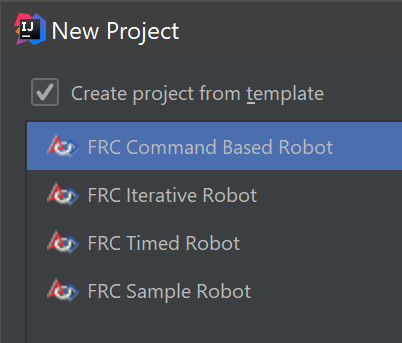 IJ
New Project
Create project from template
FRC Command Based Robot
FRC Iterative Robot
FRC Timed Robot
FRC Sample Robot